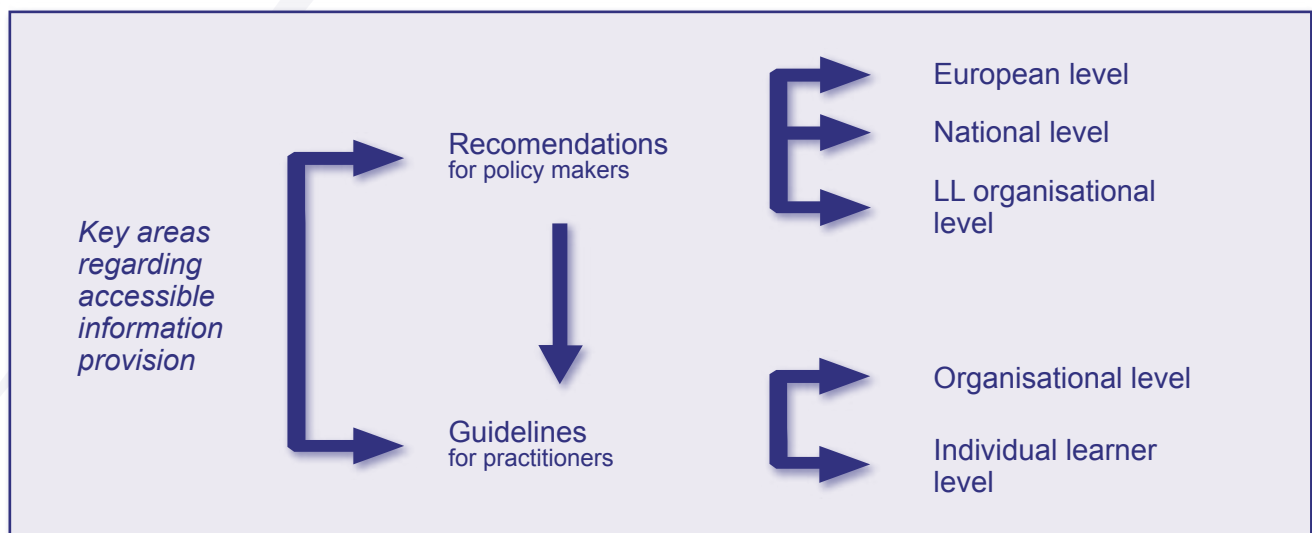 Key areas
regarding
accessible
information
provision
Recomendations
for policy makers
Guidelines
for practitioners
European level
National level
LL organisational
level
Organisational level
Individual learner
level